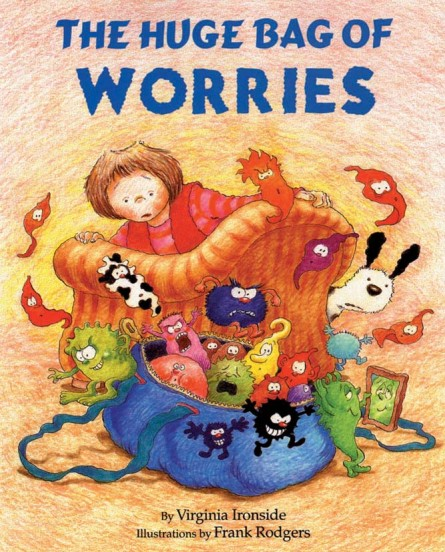 THE HUGE BAG OF
WORRIES
By Virginia Ironside
Illustrations by Frank Rodgers